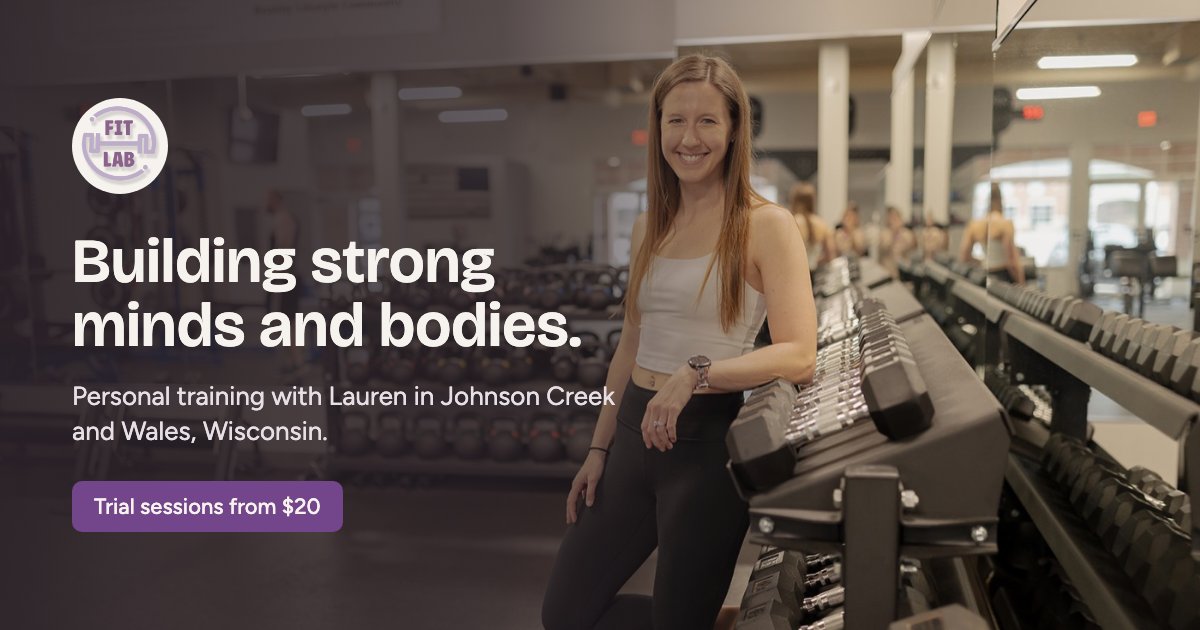 FIT
LAB
Building strong
minds and bodies.
Personal training with Lauren in Johnson Creek
and Wales, Wisconsin.
Trial sessions from $20